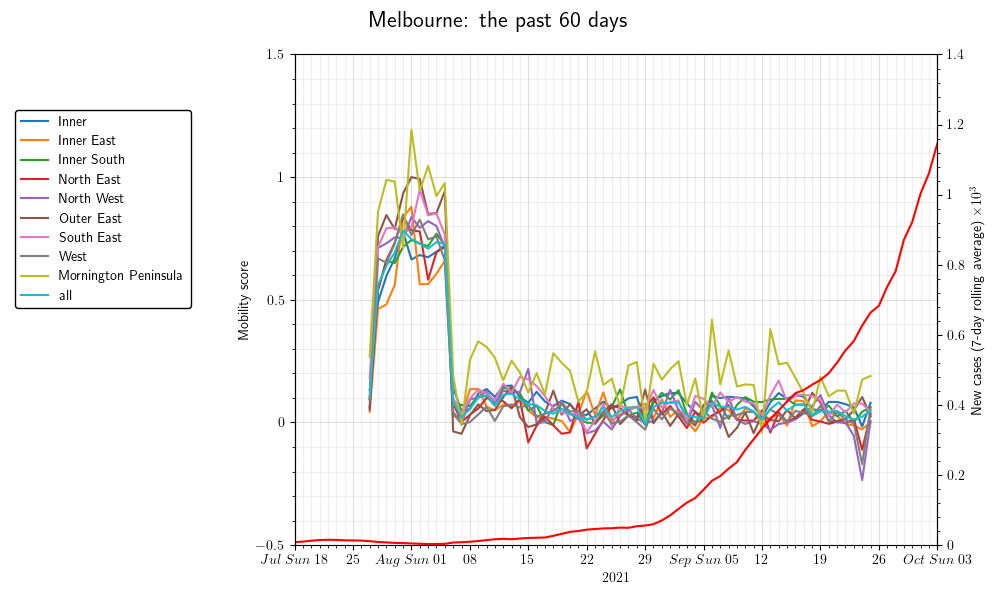 Melbourne: the past 60 days
Inner
Inner East
Inner South
North East
North West
Outer East
South East
West
Mornington Peninsula
all
Mobility score
1.5
1
0.5
0
−0.5
1.4
1.2
1
0.8
0.6
0.4
0.2
0
New cases (7-day rolling average) ×10³
Jul Sun 18 25 Aug Sun 01 08 15 22 29 Sep Sun 05 12 19 26 Oct Sun 03
2021